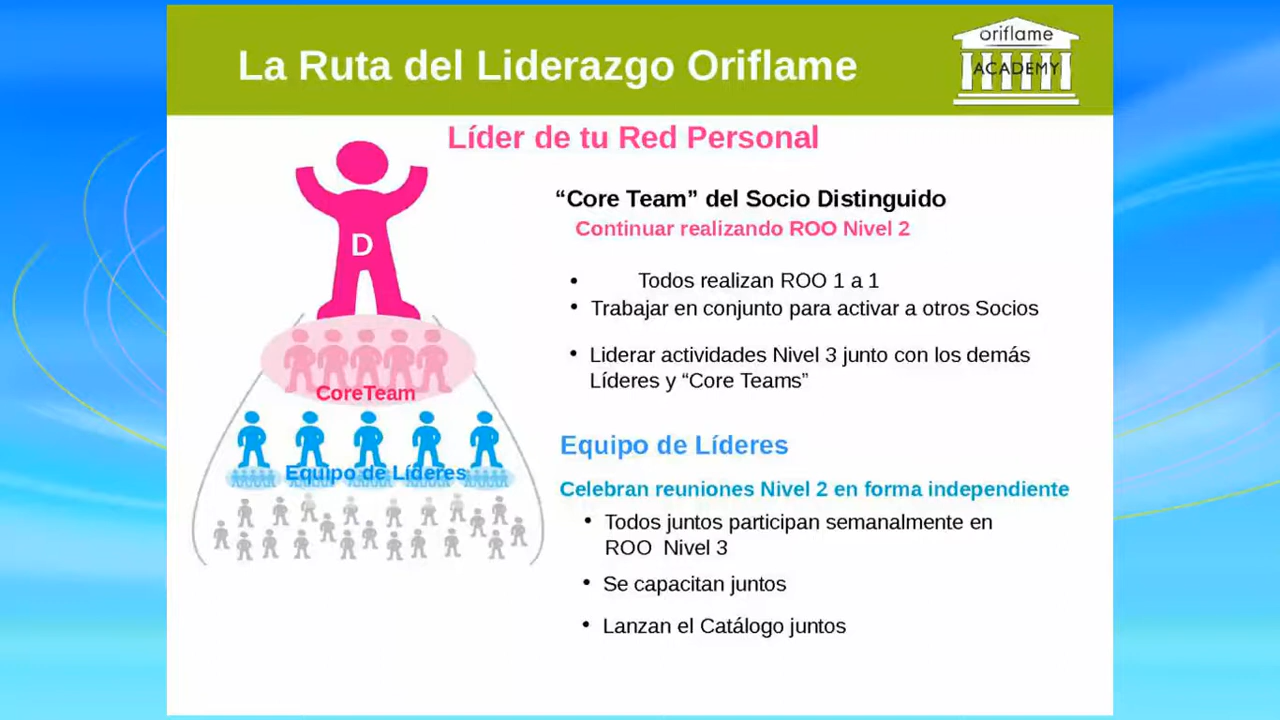 La Ruta del Liderazgo Oriflame
oriflame
ACADEMY
Líder de tu Red Personal
D
CoreTeam
Equipo de Líderes
“Core Team” del Socio Distinguido
Continuar realizando ROO Nivel 2
• Todos realizan ROO 1 a 1
• Trabajar en conjunto para activar a otros Socios
• Liderar actividades Nivel 3 junto con los demás
Líderes y “Core Teams”
Equipo de Líderes
Celebran reuniones Nivel 2 en forma independiente
• Todos juntos participan semanalmente en
ROO Nivel 3
• Se capacitan juntos
• Lanzan el Catálogo juntos